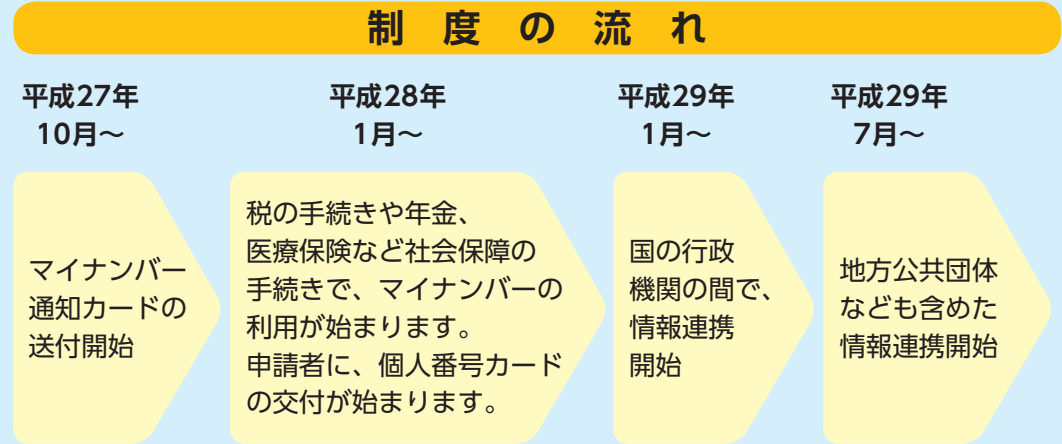 制度の流れ
平成27年
10月～
マイナンバー
通知カードの
送付開始
平成28年
1月～
税の手続きや年金、
医療保険など社会保障の
手続きで、マイナンバーの
利用が始まります。
申請者に、個人番号カード
の交付が始まります。
平成29年
1月～
国の行政
機関の間で、
情報連携
開始
平成29年
7月～
地方公共団体
なども含めた
情報連携開始